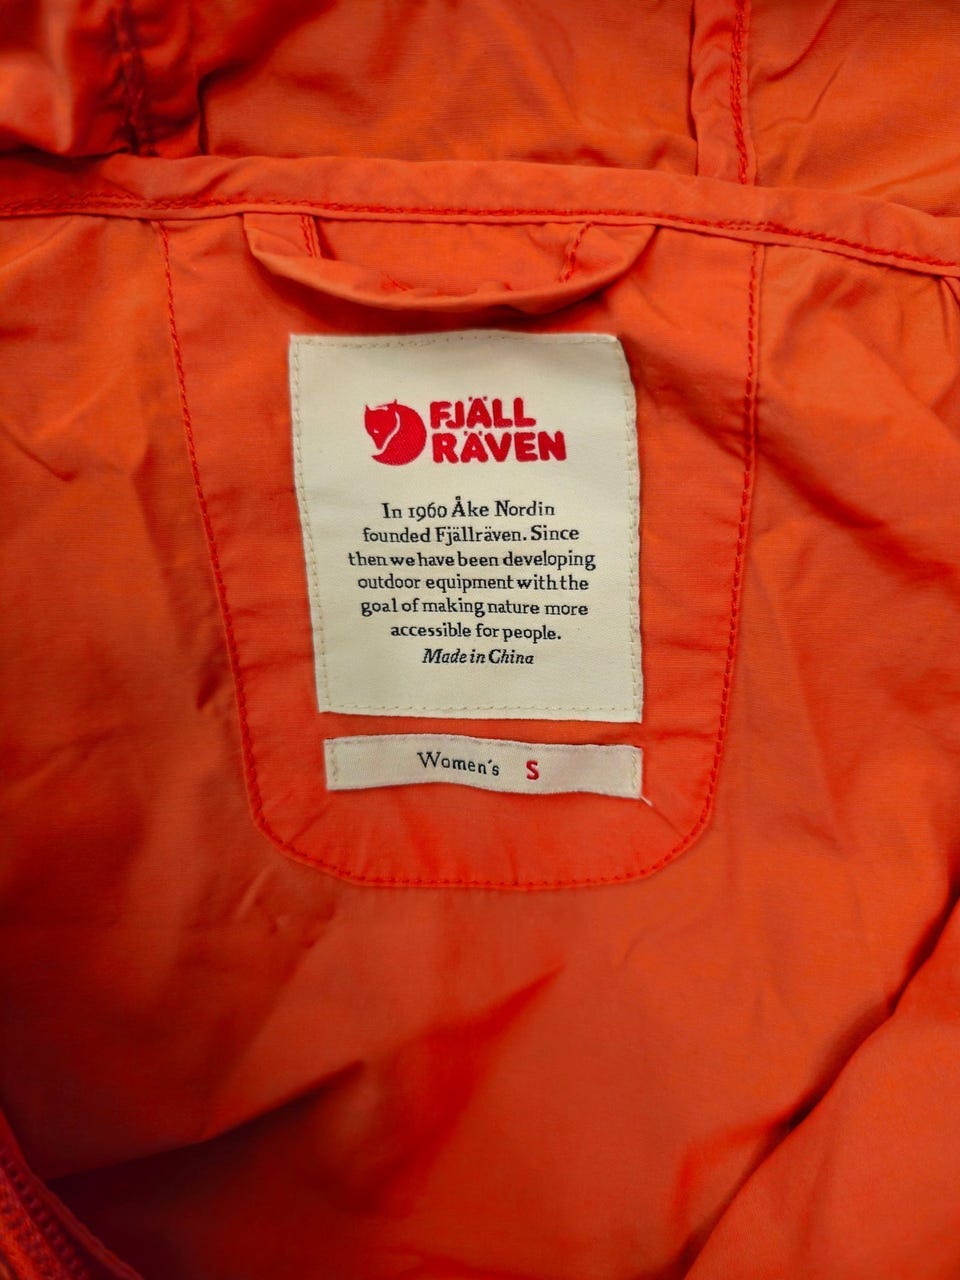 FJÄLL
RÄVEN
In 1960 Åke Nordin
founded Fjällräven. Since
then we have been developing
outdoor equipment with the
goal of making nature more
accessible for people.
Made in China
Women's S